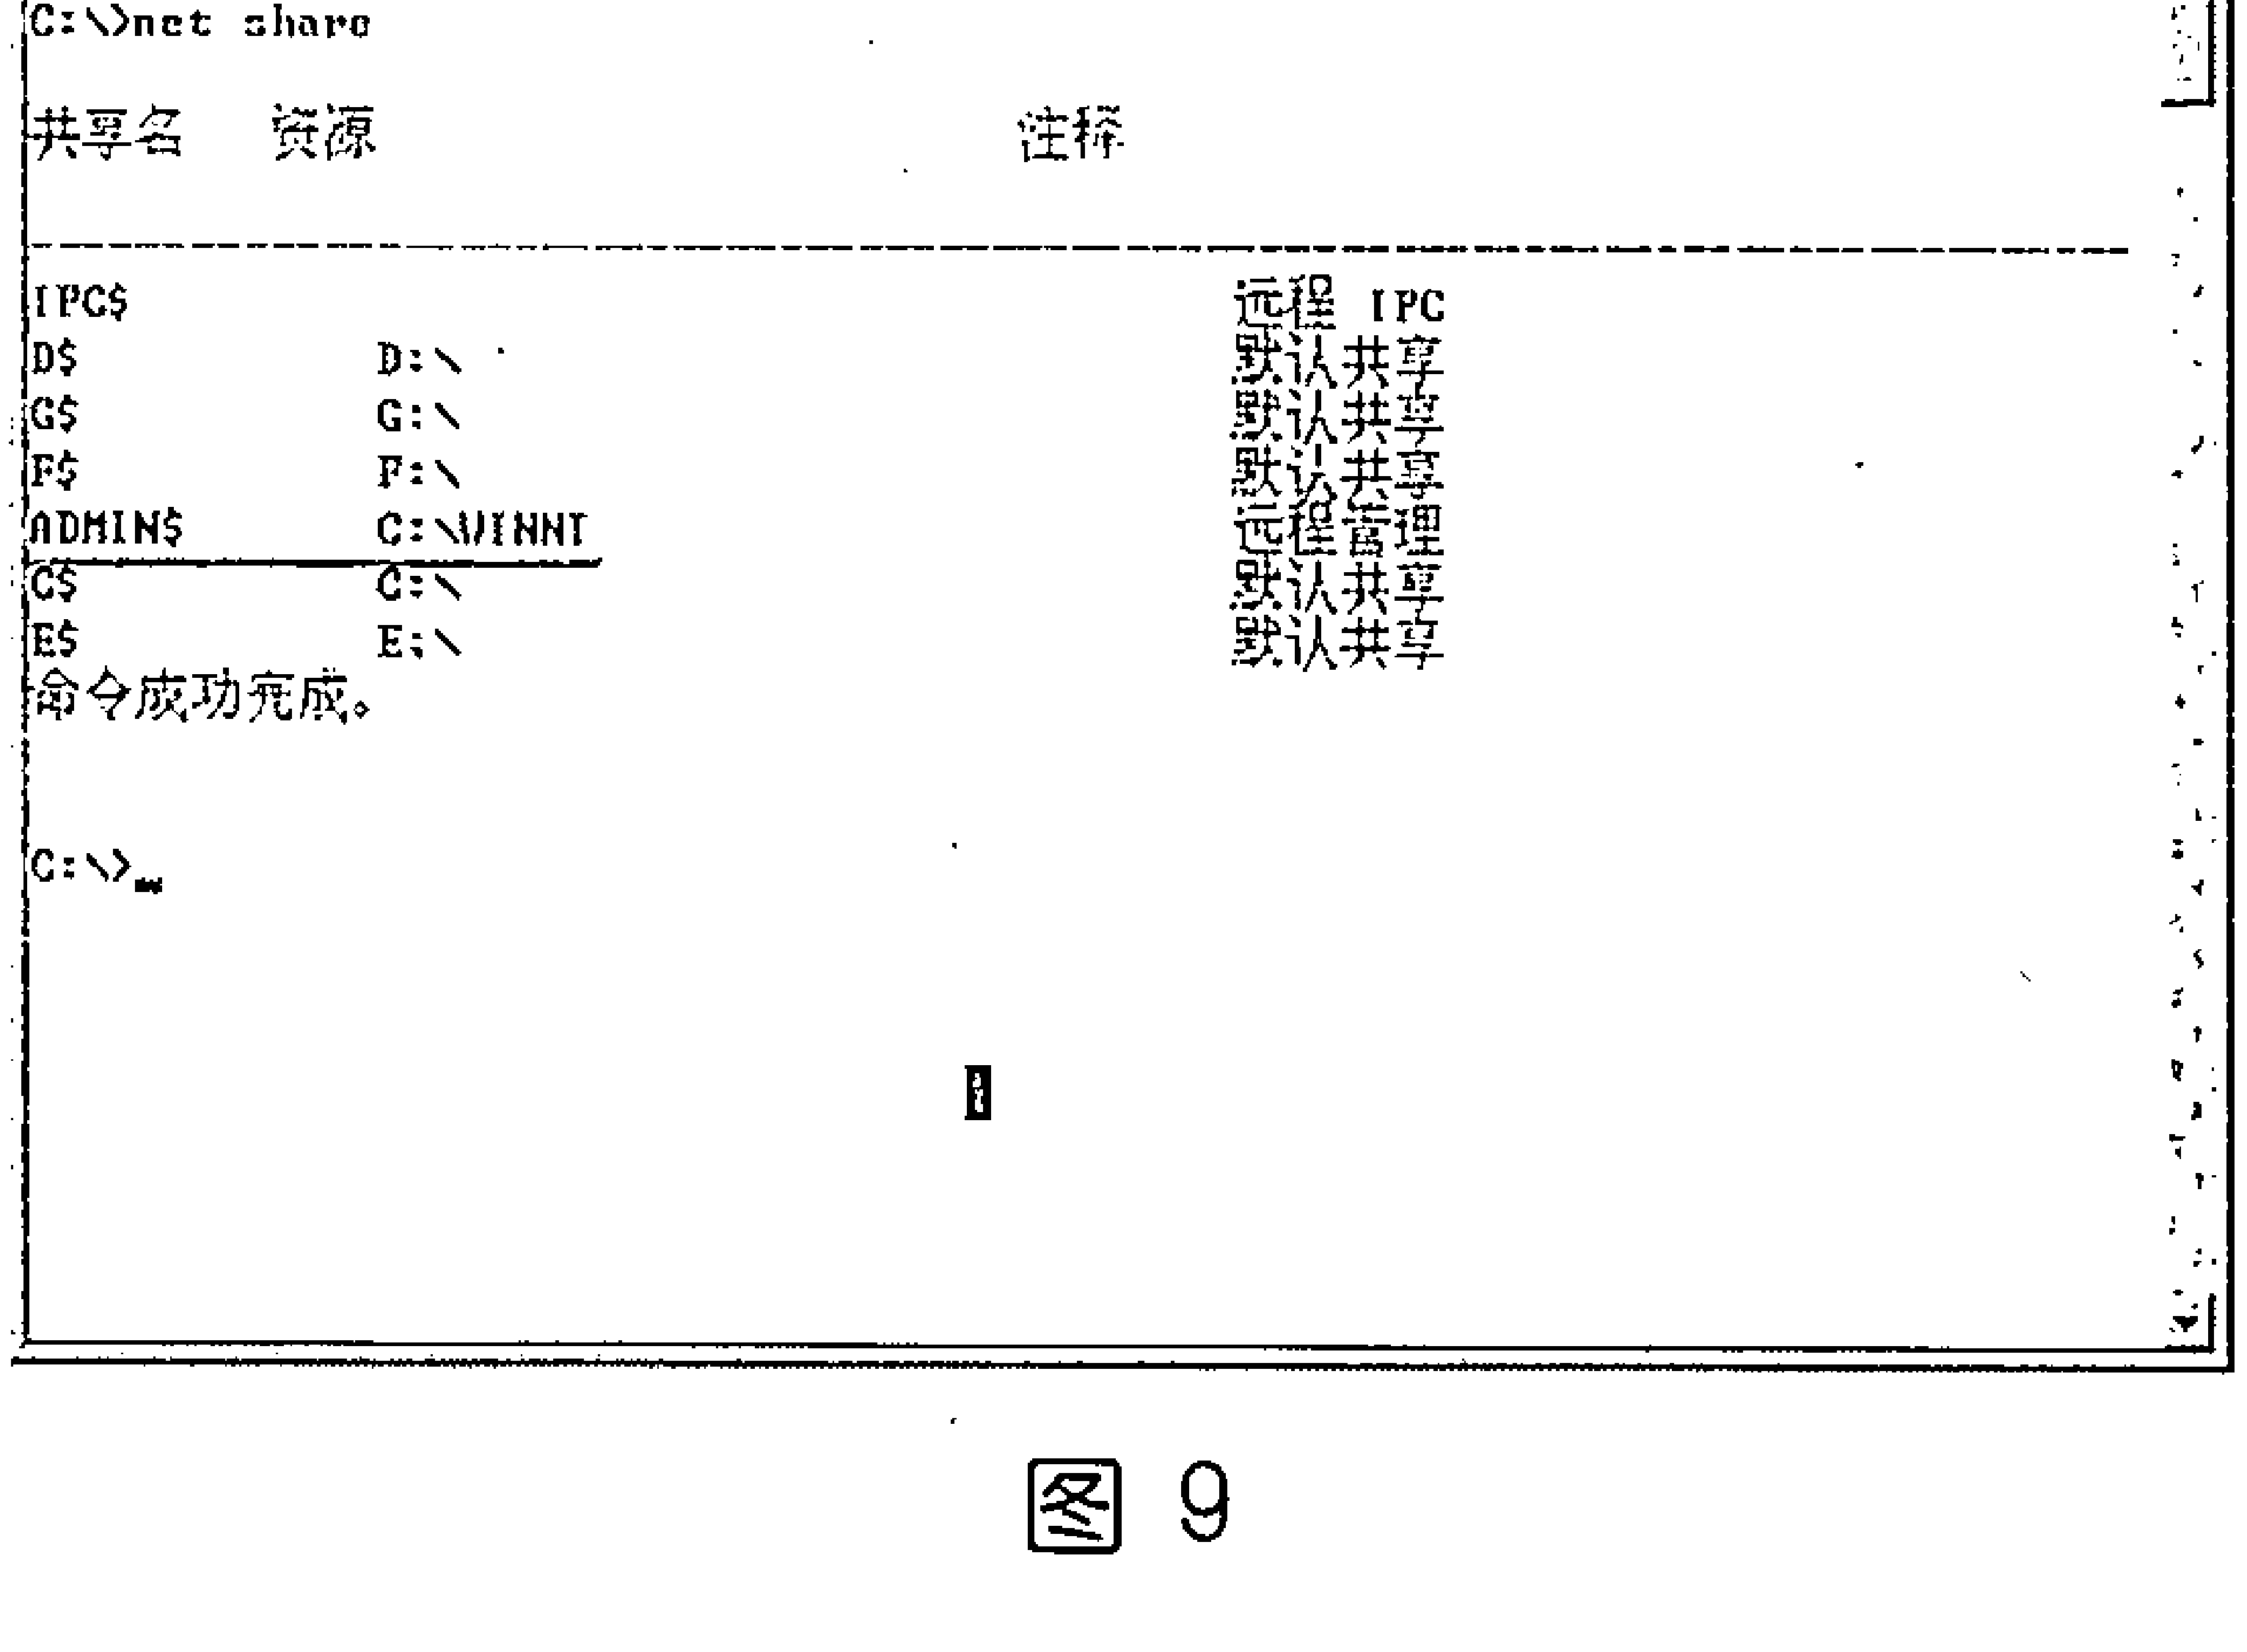 C:\>net share
共享名 资源 注释
IPC$ 远程 IPC
D$ D:\ 默认共享
G$ G:\ 默认共享
F$ F:\ 默认共享
ADMIN$ C:\WINNT 远程管理
C$ C:\ 默认共享
E$ E:\ 默认共享
命令成功完成。
C:\>_
图 9